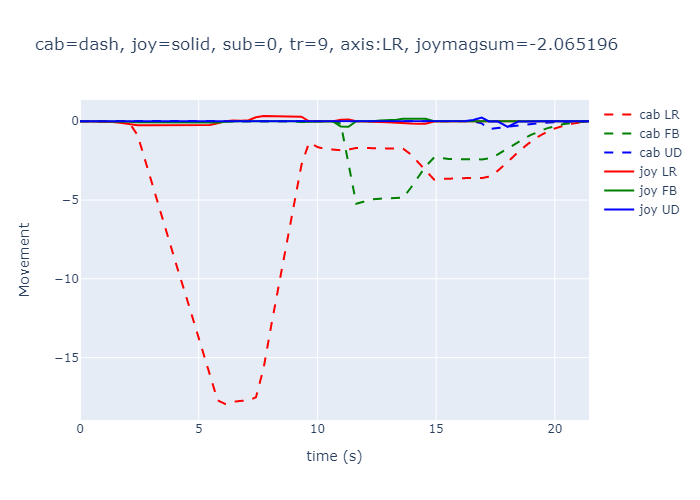 cab=dash, joy=solid, sub=0, tr=9, axis:LR, joymagsum=-2.065196
cab LR
cab FB
cab UD
joy LR
joy FB
joy UD
Movement
0
−5
−10
−15
0
5
10
15
20
time (s)